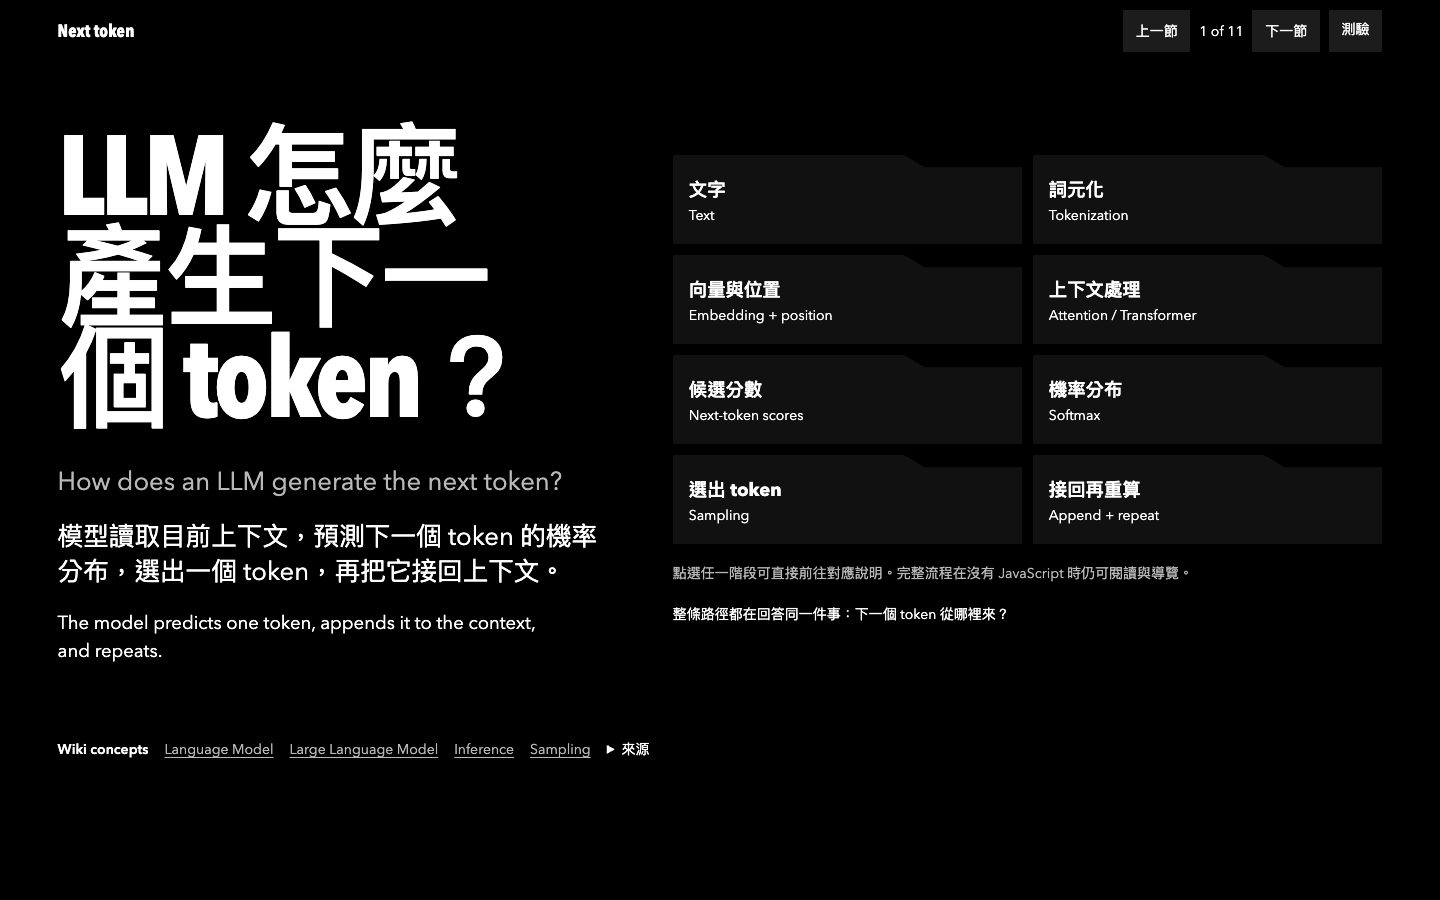 Next token
上一節
1 of 11
下一節
測驗
LLM 怎麼
產生下一
個 token？
How does an LLM generate the next token?
模型讀取目前上下文，預測下一個 token 的機率
分布，選出一個 token，再把它接回上下文。
The model predicts one token, appends it to the context,
and repeats.
文字
Text
詞元化
Tokenization
向量與位置
Embedding + position
上下文處理
Attention / Transformer
候選分數
Next-token scores
機率分布
Softmax
選出 token
Sampling
接回再重算
Append + repeat
點選任一階段可直接前往對應說明。完整流程在沒有 JavaScript 時仍可閱讀與導覽。
整條路徑都在回答同一件事：下一個 token 從哪裡來？
Wiki concepts Language Model Large Language Model Inference Sampling ▶ 來源